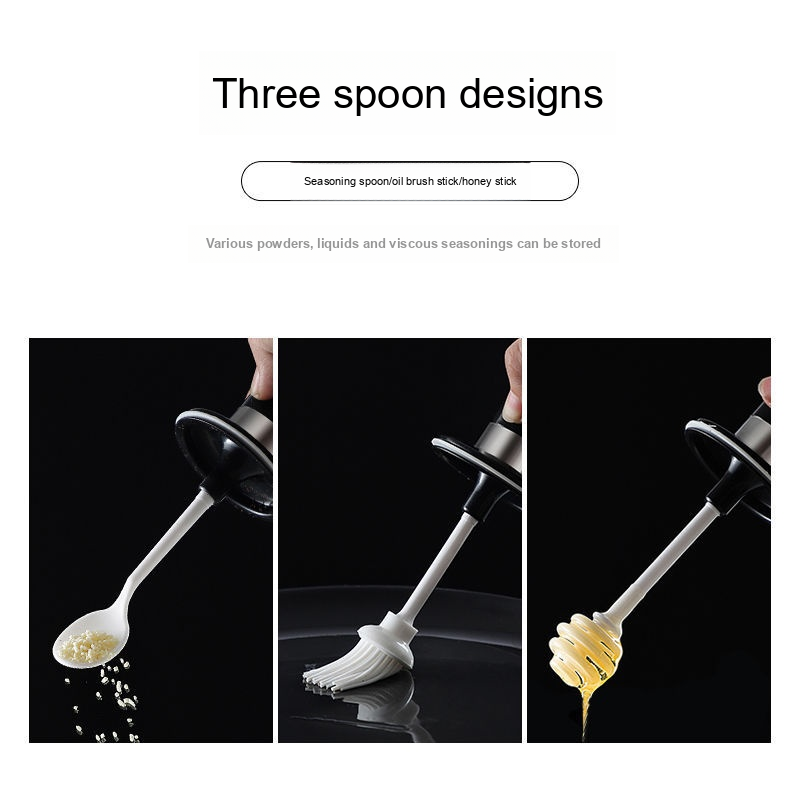 Three spoon designs
Seasoning spoon/oil brush stick/honey stick
Various powders, liquids and viscous seasonings can be stored